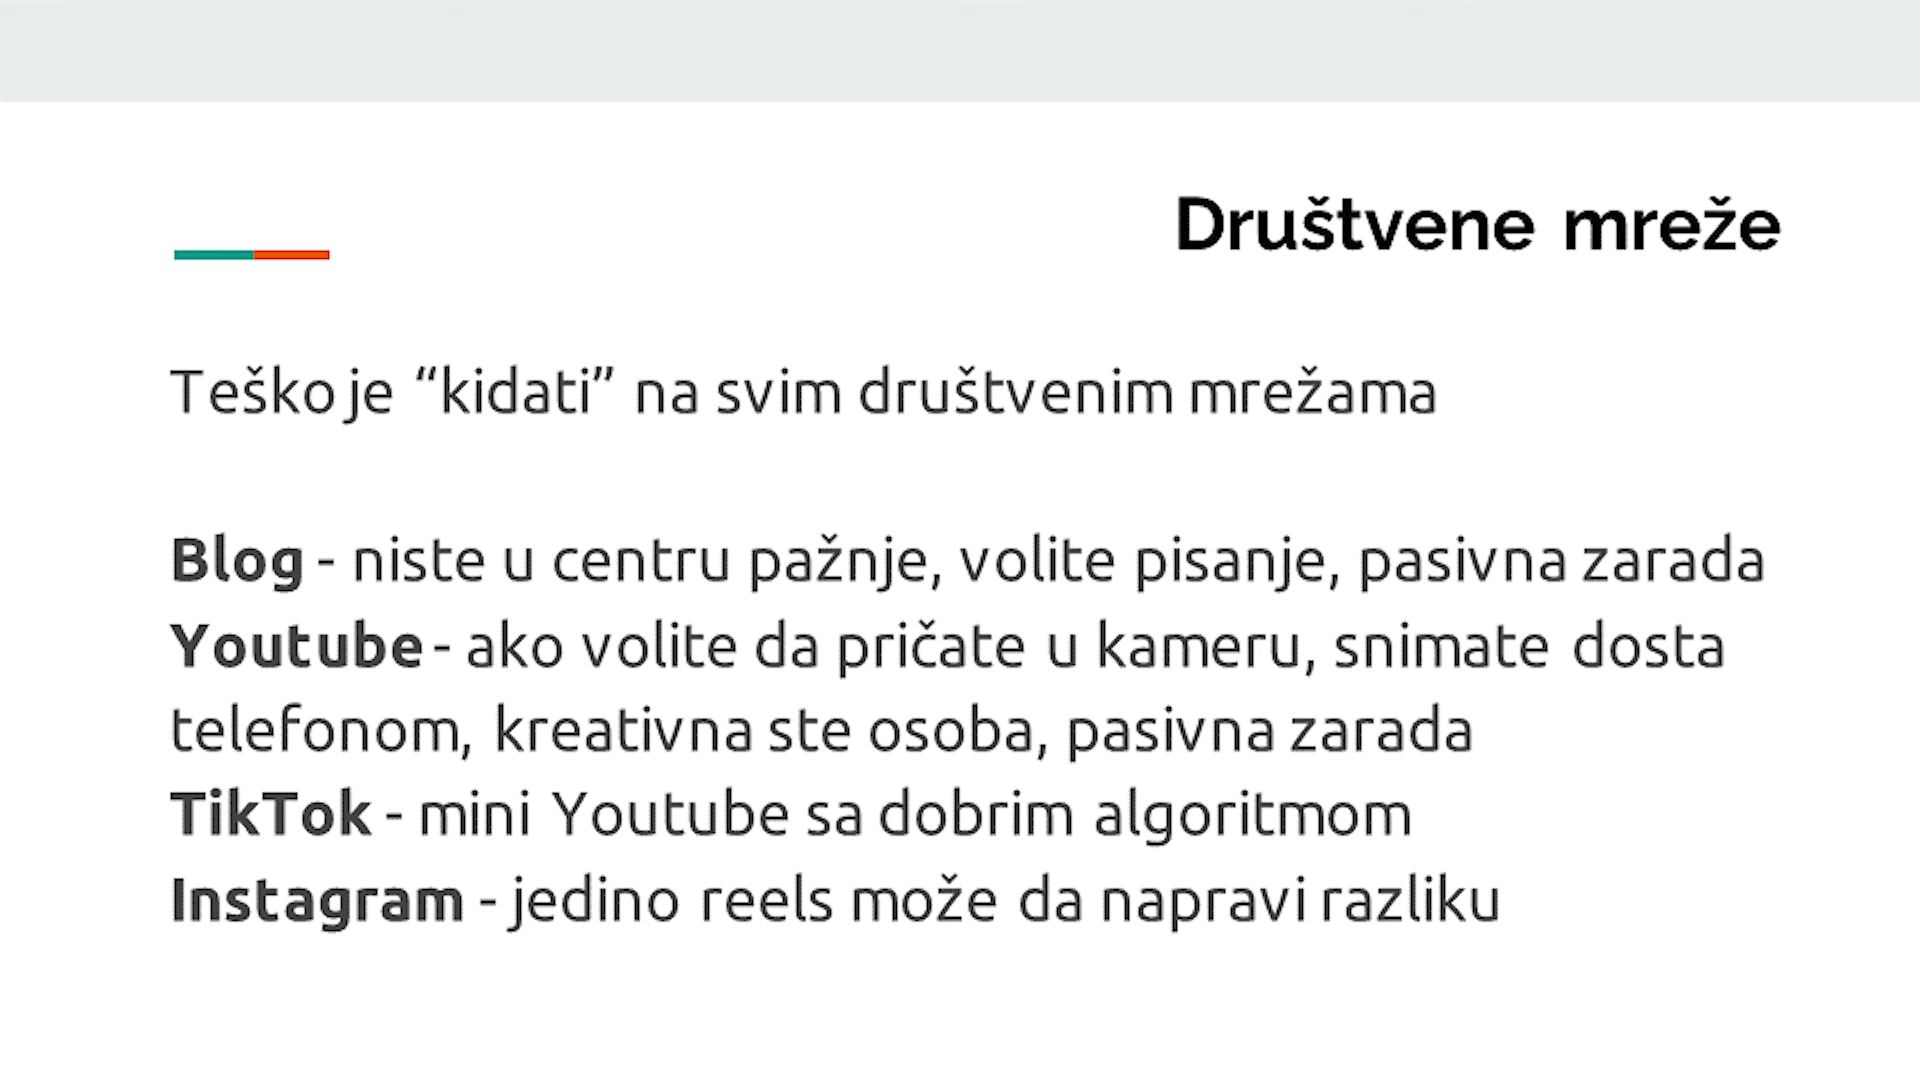 Društvene mreže
Teško je “kidati” na svim društvenim mrežama
Blog - niste u centru pažnje, volite pisanje, pasivna zarada
Youtube - ako volite da pričate u kameru, snimate dosta
telefonom, kreativna ste osoba, pasivna zarada
TikTok - mini Youtube sa dobrim algoritmom
Instagram - jedino reels može da napravi razliku